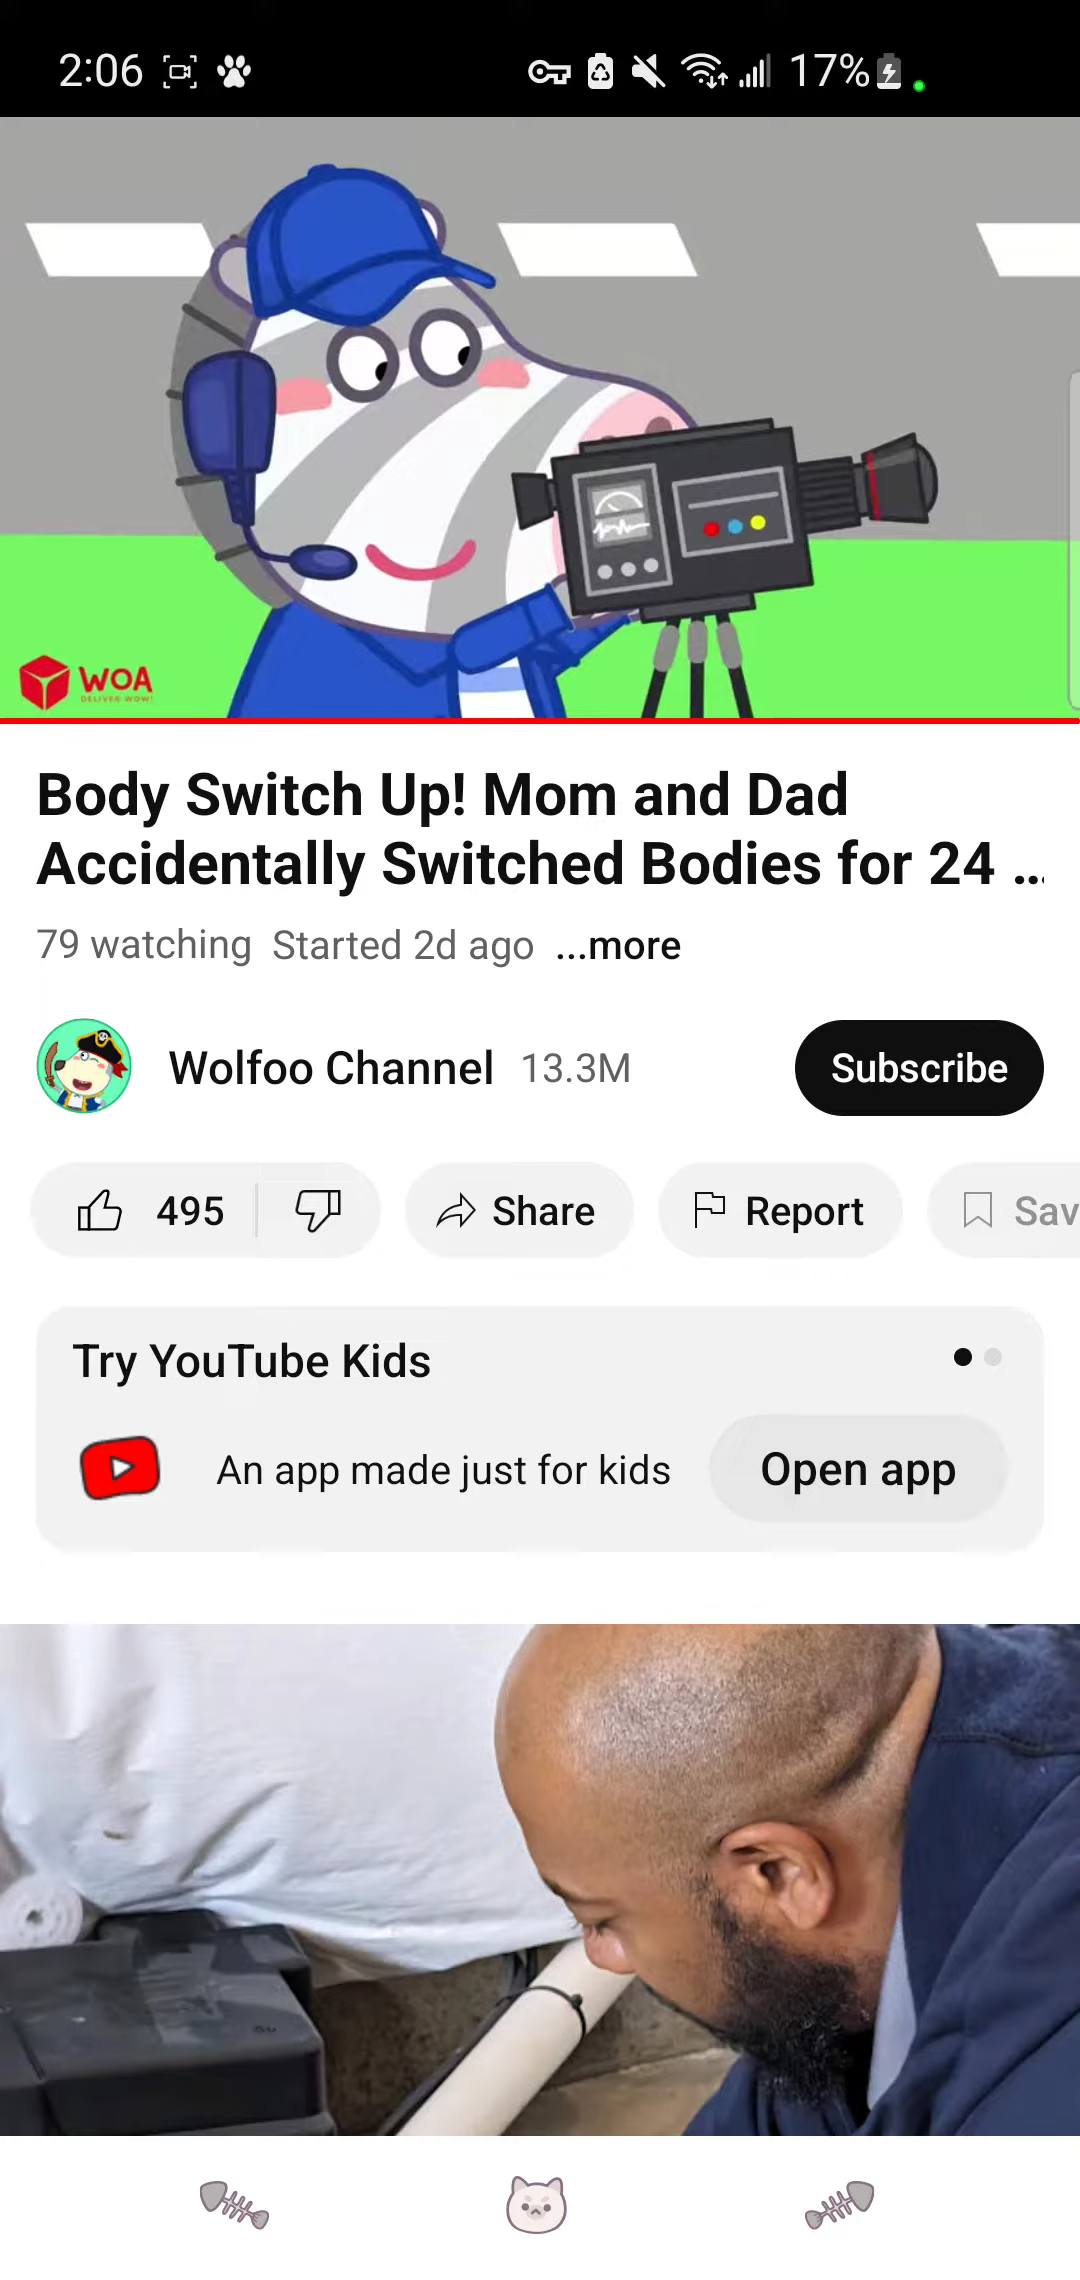 2:06
17%
WOA
DELIVER WOW!
Body Switch Up! Mom and Dad
Accidentally Switched Bodies for 24 ...
79 watching Started 2d ago ...more
Wolfoo Channel 13.3M
Subscribe
495
Share
Report
Sav
Try YouTube Kids
An app made just for kids
Open app